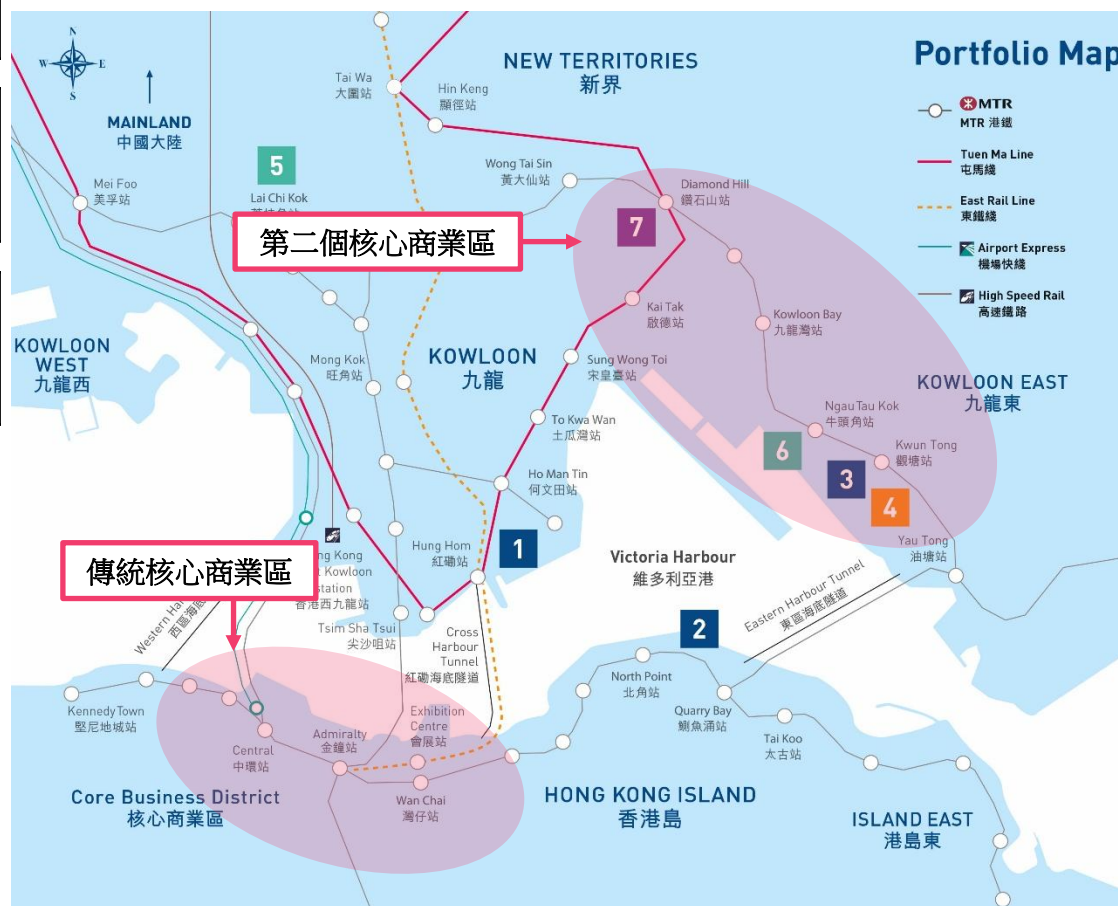 Portfolio Map
N
W
E
S
MAINLAND
中國大陸
NEW TERRITORIES
新界
MTR
MTR 港鐵
Tuen Ma Line
屯馬綫
East Rail Line
東鐵綫
Airport Express
機場快綫
High Speed Rail
高速鐵路
Tai Wa
大圍站
Hin Keng
顯徑站
Wong Tai Sin
黃大仙站
Diamond Hill
鑽石山站
Mei Foo
美孚站
5
Lai Chi Kok
7
第二個核心商業區
Kai Tak
啟德站
Kowloon Bay
九龍灣站
KOWLOON
WEST
九龍西
Mong Kok
旺角站
KOWLOON
九龍
Sung Wong Toi
宋皇臺站
KOWLOON EAST
九龍東
To Kwa Wan
土瓜灣站
Ngau Tau Kok
牛頭角站
6
3
4
Kwun Tong
觀塘站
Ho Man Tin
何文田站
Hung Hom
紅磡站
1
Victoria Harbour
維多利亞港
Yau Tong
油塘站
傳統核心商業區
Kowloon
station
香港西九龍站
Tsim Sha Tsui
尖沙咀站
Cross
Harbour
Tunnel
紅磡海底隧道
Eastern Harbour Tunnel
東區海底隧道
2
Western
西區海底
North Point
北角站
Quarry Bay
鰂魚涌站
Tai Koo
太古站
Kennedy Town
堅尼地城站
Central
中環站
Admiralty
金鐘站
Exhibition
Centre
會展站
Wan Chai
灣仔站
Core Business District
核心商業區
HONG KONG ISLAND
香港島
ISLAND EAST
港島東